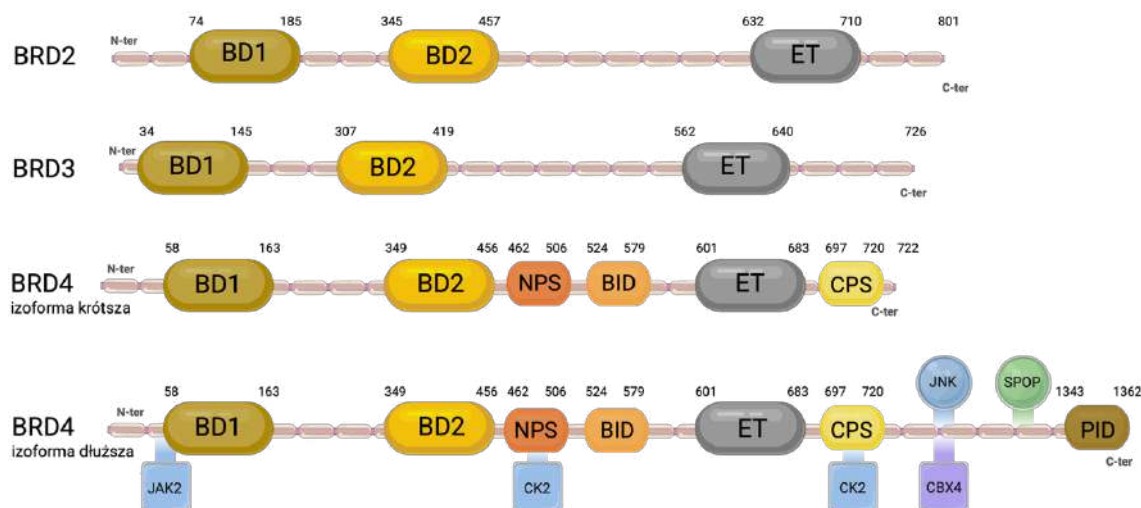 74 185 345 457 632 710 801
N-ter
BRD2 BD1 BD2 ET
C-ter
34 145 307 419 562 640 726
N-ter
BRD3 BD1 BD2 ET
C-ter
58 163 349 456 462 506 524 579 601 683 697 720 722
N-ter
BRD4 BD1 BD2 NPS BID ET CPS
izoforma krótsza
C-ter
JNK SPOP
58 163 349 456 462 506 524 579 601 683 697 720 1343 1362
N-ter
BRD4 BD1 BD2 NPS BID ET CPS PID
izoforma dłuższa
C-ter
JAK2 CK2 CK2 CBX4